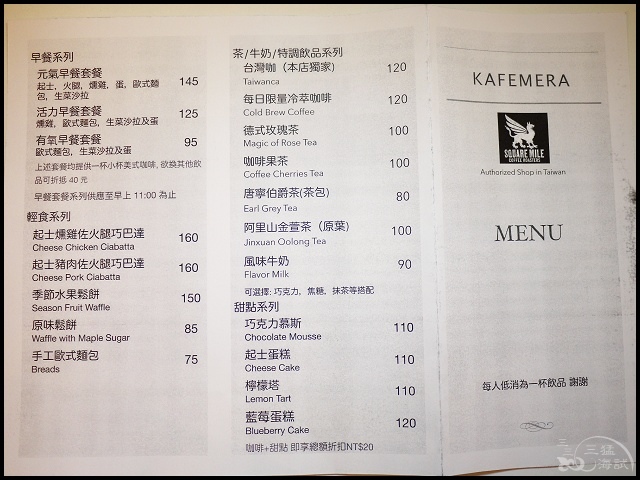 早餐系列
元氣早餐套餐 145
起士，火腿，燻雞，蛋，歐式麵
包，生菜沙拉
活力早餐套餐 125
燻雞，歐式麵包，生菜沙拉及蛋
有氧早餐套餐 95
歐式麵包，生菜沙拉及蛋
上述套餐均提供一杯小杯美式咖啡, 欲換其他飲
品可折抵 40 元
早餐套餐系列供應至早上 11:00 為止
輕食系列
起士燻雞佐火腿巧巴達 160
Cheese Chicken Ciabatta
起士豬肉佐火腿巧巴達 160
Cheese Pork Ciabatta
季節水果鬆餅 150
Season Fruit Waffle
原味鬆餅 85
Waffle with Maple Sugar
手工歐式麵包 75
Breads
茶/牛奶/特調飲品系列
台灣咖（本店獨家） 120
Taiwanca
每日限量冷萃咖啡 120
Cold Brew Coffee
德式玫瑰茶 100
Magic of Rose Tea
咖啡果茶 100
Coffee Cherries Tea
唐寧伯爵茶(茶包) 80
Earl Grey Tea
阿里山金萱茶（原葉） 100
Jinxuan Oolong Tea
風味牛奶 90
Flavor Milk
可選擇: 巧克力, 焦糖, 抹茶等搭配
甜點系列
巧克力慕斯 110
Chocolate Mousse
起士蛋糕 110
Cheese Cake
檸檬塔 110
Lemon Tart
藍莓蛋糕 120
Blueberry Cake
咖啡+甜點 即享總額折扣NT$20
KAFEMERA
SQUARE MILE
COFFEE ROASTERS
Authorized Shop in Taiwan
MENU
每人低消為一杯飲品 謝謝
三猛
海試